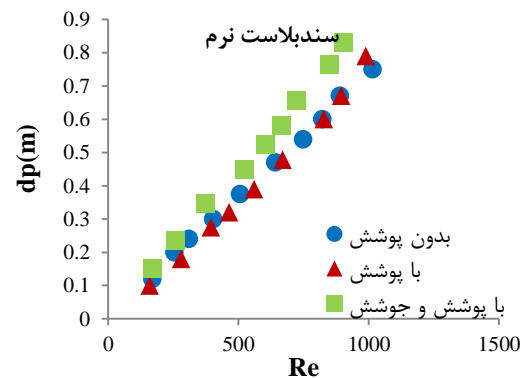 سندبلاست نرم
dp(m)
0.9
0.8
0.7
0.6
0.5
0.4
0.3
0.2
0.1
0
بدون پوشش
با پوشش
با پوشش و جوشش
0 500 1000 1500
Re